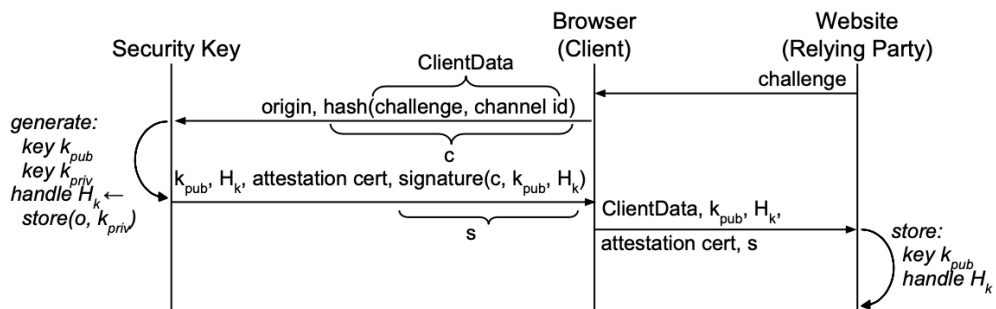 Security Key
Browser
(Client)
Website
(Relying Party)
challenge
ClientData
origin, hash(challenge, channel id)
c
generate:
key k_pub
key k_priv
handle H_k ←
store(o, k_priv)
k_pub, H_k, attestation cert, signature(c, k_pub, H_k)
s
ClientData, k_pub, H_k,
attestation cert, s
store:
key k_pub
handle H_k